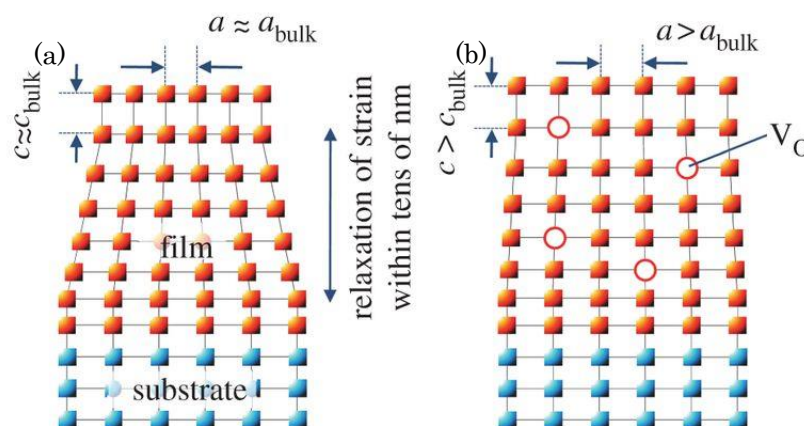 (a)
a ≈ a_bulk
c≈c_bulk
film
substrate
relaxation of strain
within tens of nm
(b)
a > a_bulk
c > c_bulk
V_O